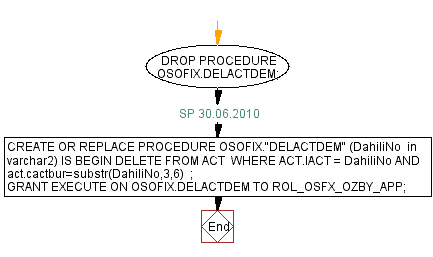 DROP PROCEDURE
OSOFIX.DELACTDEM;
SP 30.06.2010
CREATE OR REPLACE PROCEDURE OSOFIX."DELACTDEM" (DahiliNo in
varchar2) IS BEGIN DELETE FROM ACT WHERE ACT.IACT = DahiliNo AND
act.cactbur=substr(DahiliNo,3,6) ;
GRANT EXECUTE ON OSOFIX.DELACTDEM TO ROL_OSFX_OZBY_APP;
End